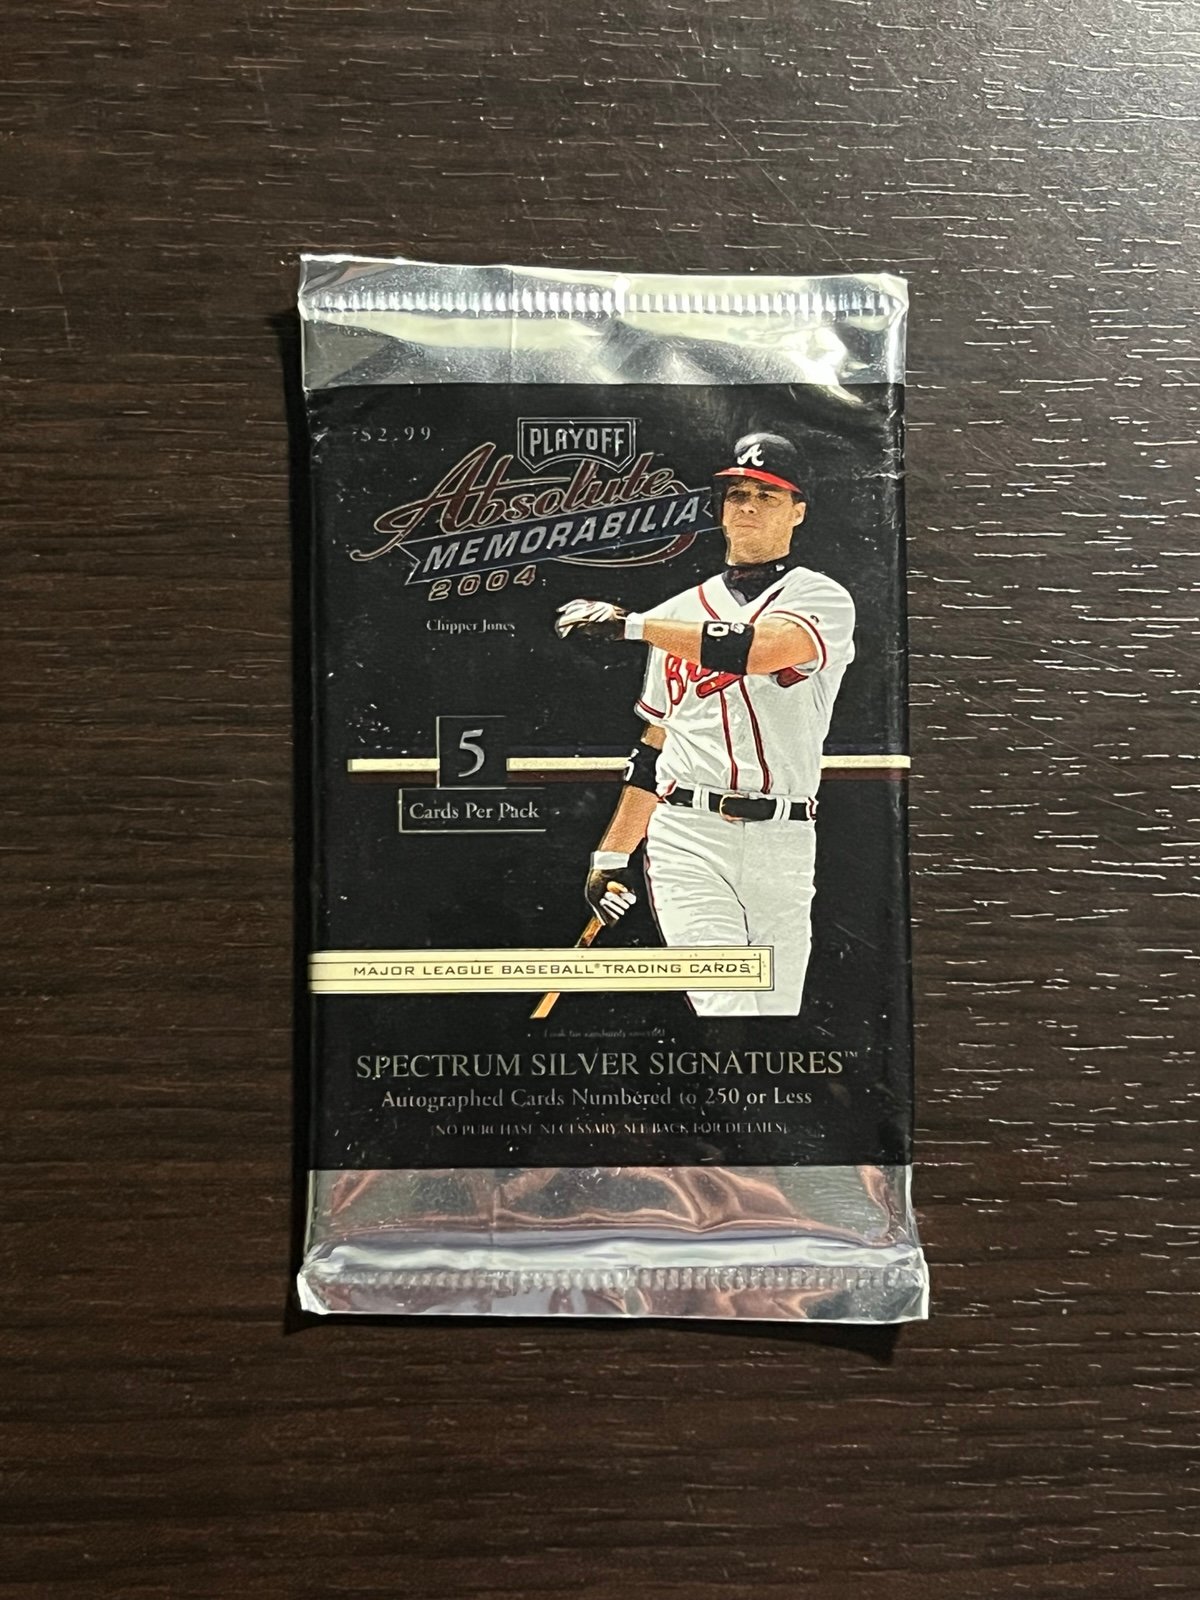 $2.99
PLAYOFF
Absolute
MEMORABILIA
2004
A
Chipper Jones
5
Cards Per Pack
MAJOR LEAGUE BASEBALL® TRADING CARDS
SPECTRUM SILVER SIGNATURES™
Autographed Cards Numbered to 250 or Less
[NO PURCHASE NECESSARY. SEE BACK FOR DETAILS]